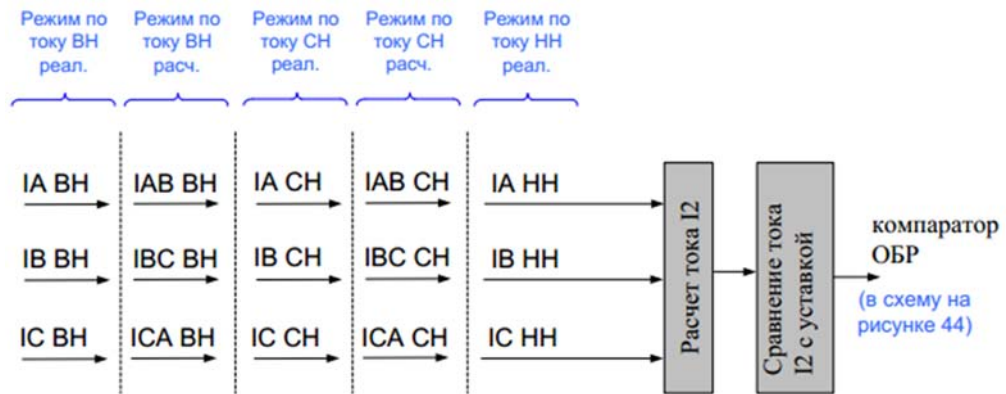 Режим по
току ВН
реал.
Режим по
току ВН
расч.
Режим по
току СН
реал.
Режим по
току СН
расч.
Режим по
току НН
реал.
IA ВН
IAB ВН
IA СН
IAB СН
IA НН
IB ВН
IBC ВН
IB СН
IBC СН
IB НН
IC ВН
ICA ВН
IC СН
ICA СН
IC НН
Расчет тока I2
Сравнение тока
I2 с уставкой
компаратор
ОБР
(в схему на
рисунке 44)